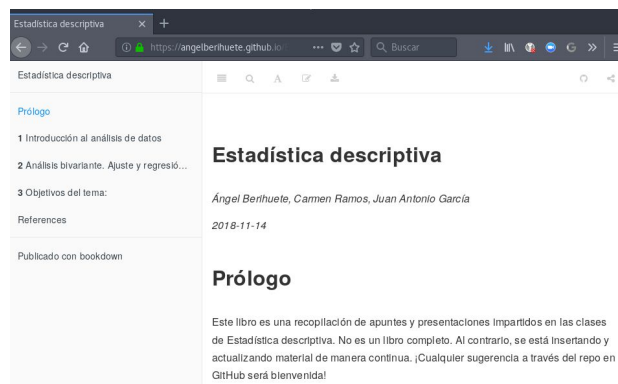 Estadística descriptiva
https://angelberihuete.github.io
Buscar
Estadística descriptiva
Prólogo
1 Introducción al análisis de datos
2 Análisis bivariante. Ajuste y regresió...
3 Objetivos del tema:
References
Publicado con bookdown
A
Estadística descriptiva
Ángel Berihuete, Carmen Ramos, Juan Antonio García
2018-11-14
Prólogo
Este libro es una recopilación de apuntes y presentaciones impartidos en las clases
de Estadística descriptiva. No es un libro completo. Al contrario, se está insertando y
actualizando material de manera continua. ¡Cualquier sugerencia a través del repo en
GitHub será bienvenida!